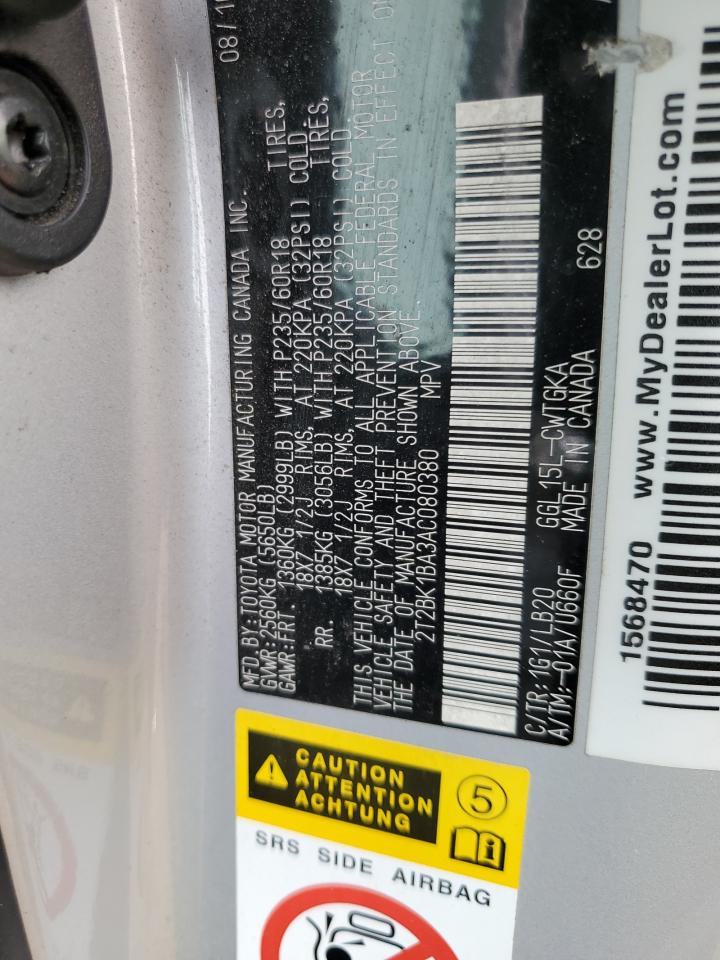 MFD BY:TOYOTA MOTOR MANUFACTURING CANADA INC. 08/
GVWR:2560KG (5650LB)
GAWR:FRT. 1360KG (2999LB) WITH P235/60R18 TIRES,
18X7 1/2J RIMS, AT 220KPA (32PSI) COLD
RR. 1385KG (3056LB) WITH P235/60R18 TIRES,
18X7 1/2J RIMS, AT 220KPA (32PSI) COLD.
THIS VEHICLE CONFORMS TO ALL APPLICABLE FEDERAL MOTOR
VEHICLE SAFETY AND THEFT PREVENTION STANDARDS IN EFFECT ON
THE DATE OF MANUFACTURE SHOWN ABOVE.
2T2BK1BA3AC080380 MPV
C/TR:1G1/LB20 GGL15L-CWTGKA
A/TM:-01A/U660F MADE IN CANADA 628
1568470 www.MyDealerLot.com
CAUTION
ATTENTION
ACHTUNG
5
i
SRS SIDE AIRBAG
SRS SIDE